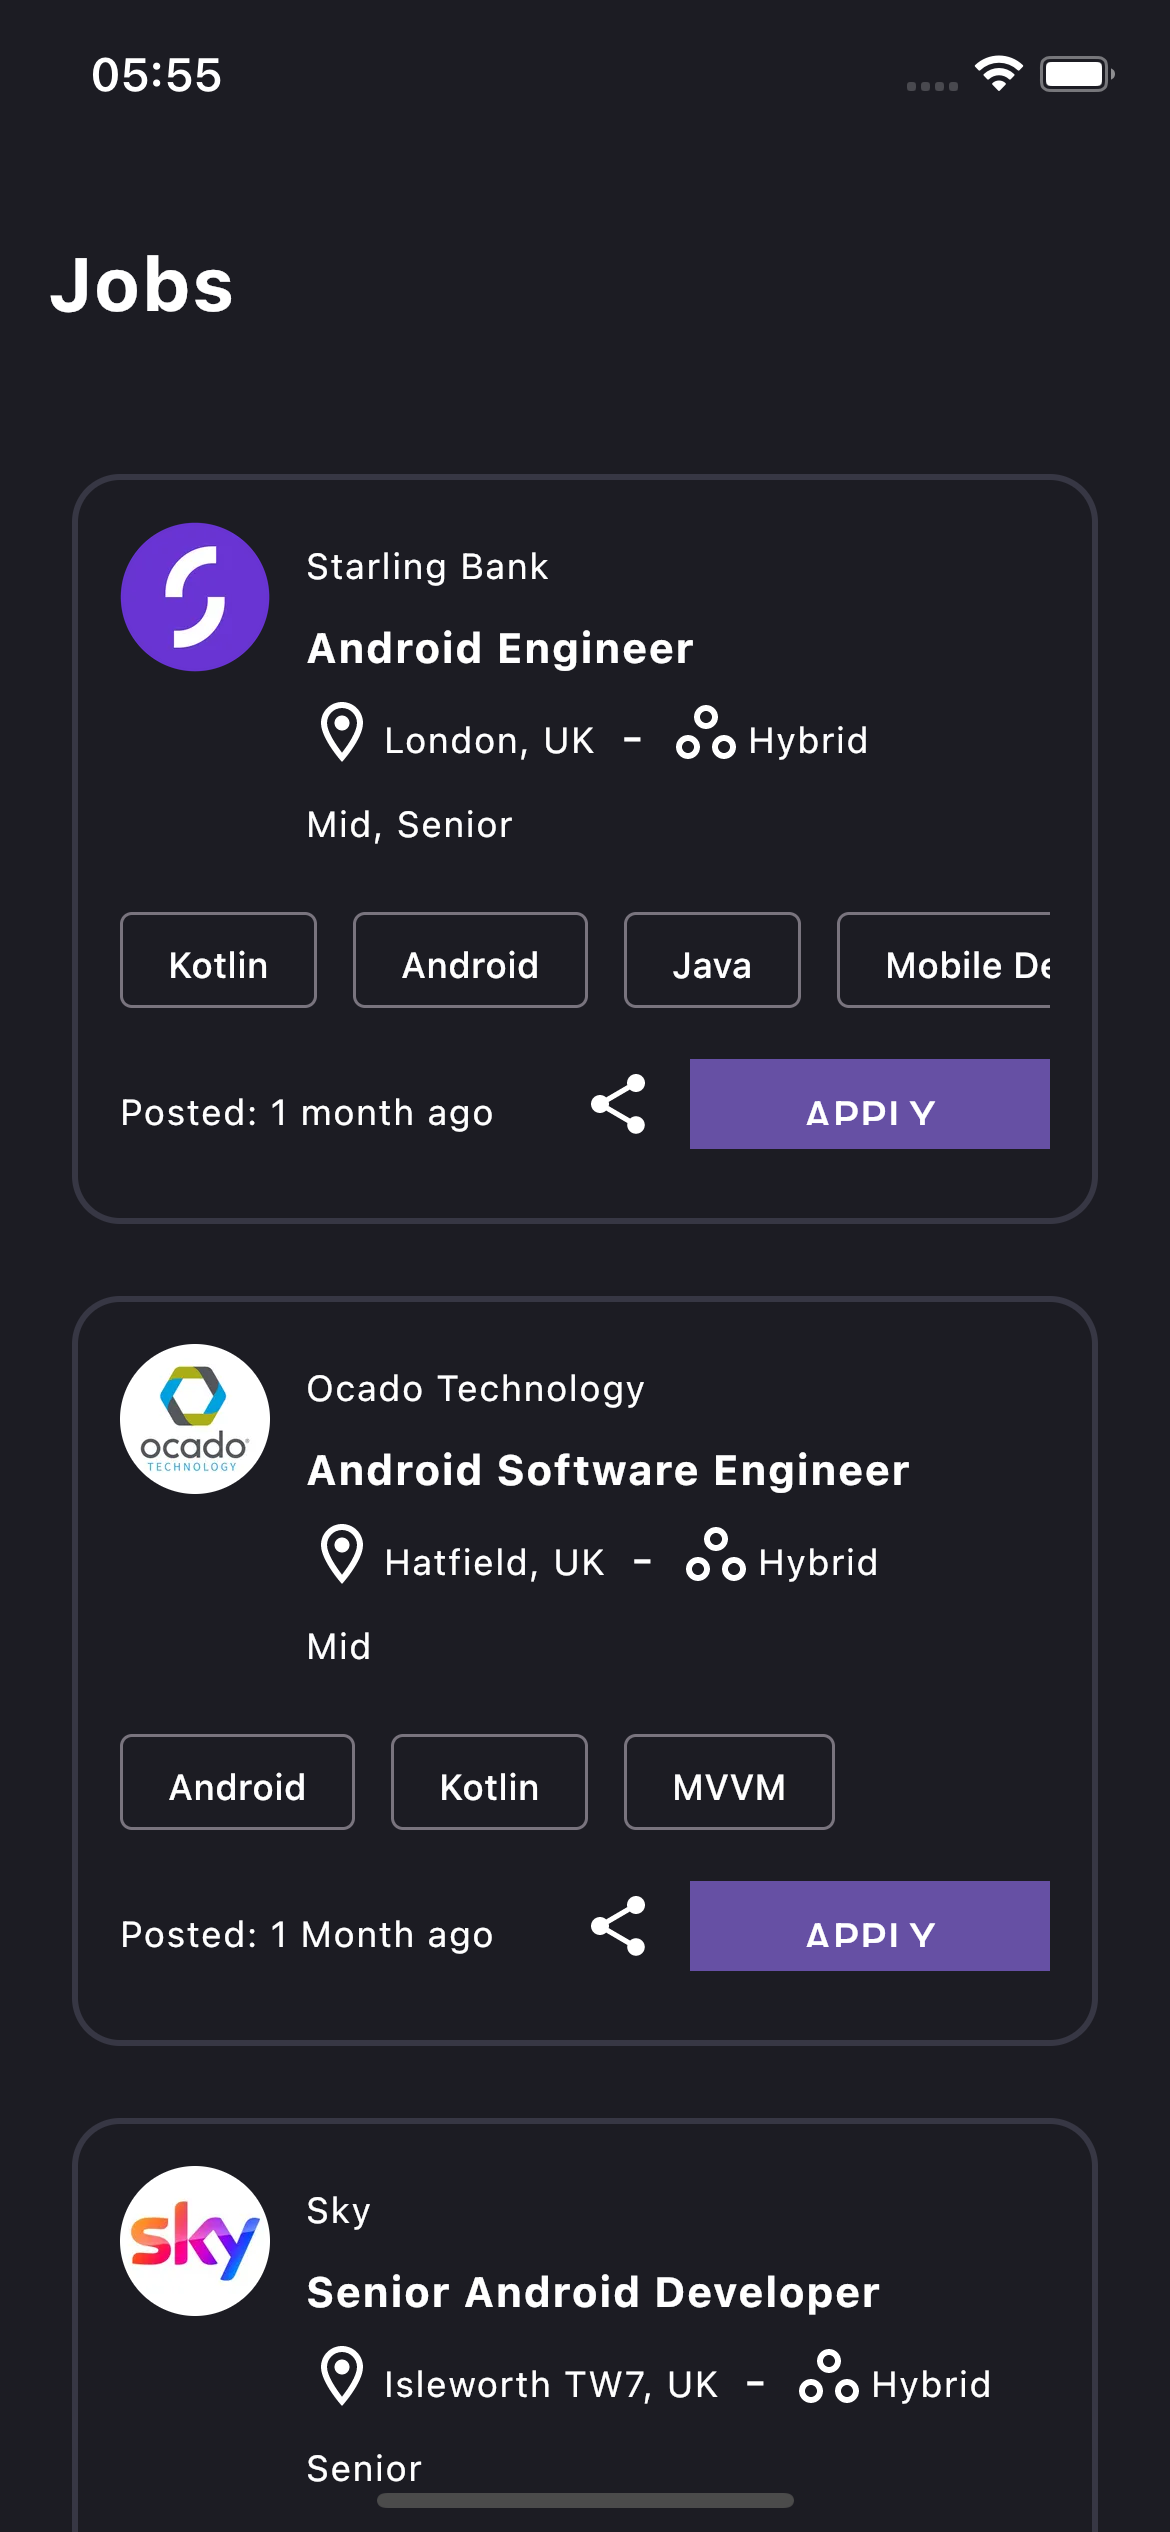 05:55
Jobs
Starling Bank
Android Engineer
London, UK - Hybrid
Mid, Senior
Kotlin Android Java Mobile De
Posted: 1 month ago APPLY
Ocado Technology
ocado
TECHNOLOGY
Android Software Engineer
Hatfield, UK - Hybrid
Mid
Android Kotlin MVVM
Posted: 1 Month ago APPLY
sky
Sky
Senior Android Developer
Isleworth TW7, UK - Hybrid
Senior